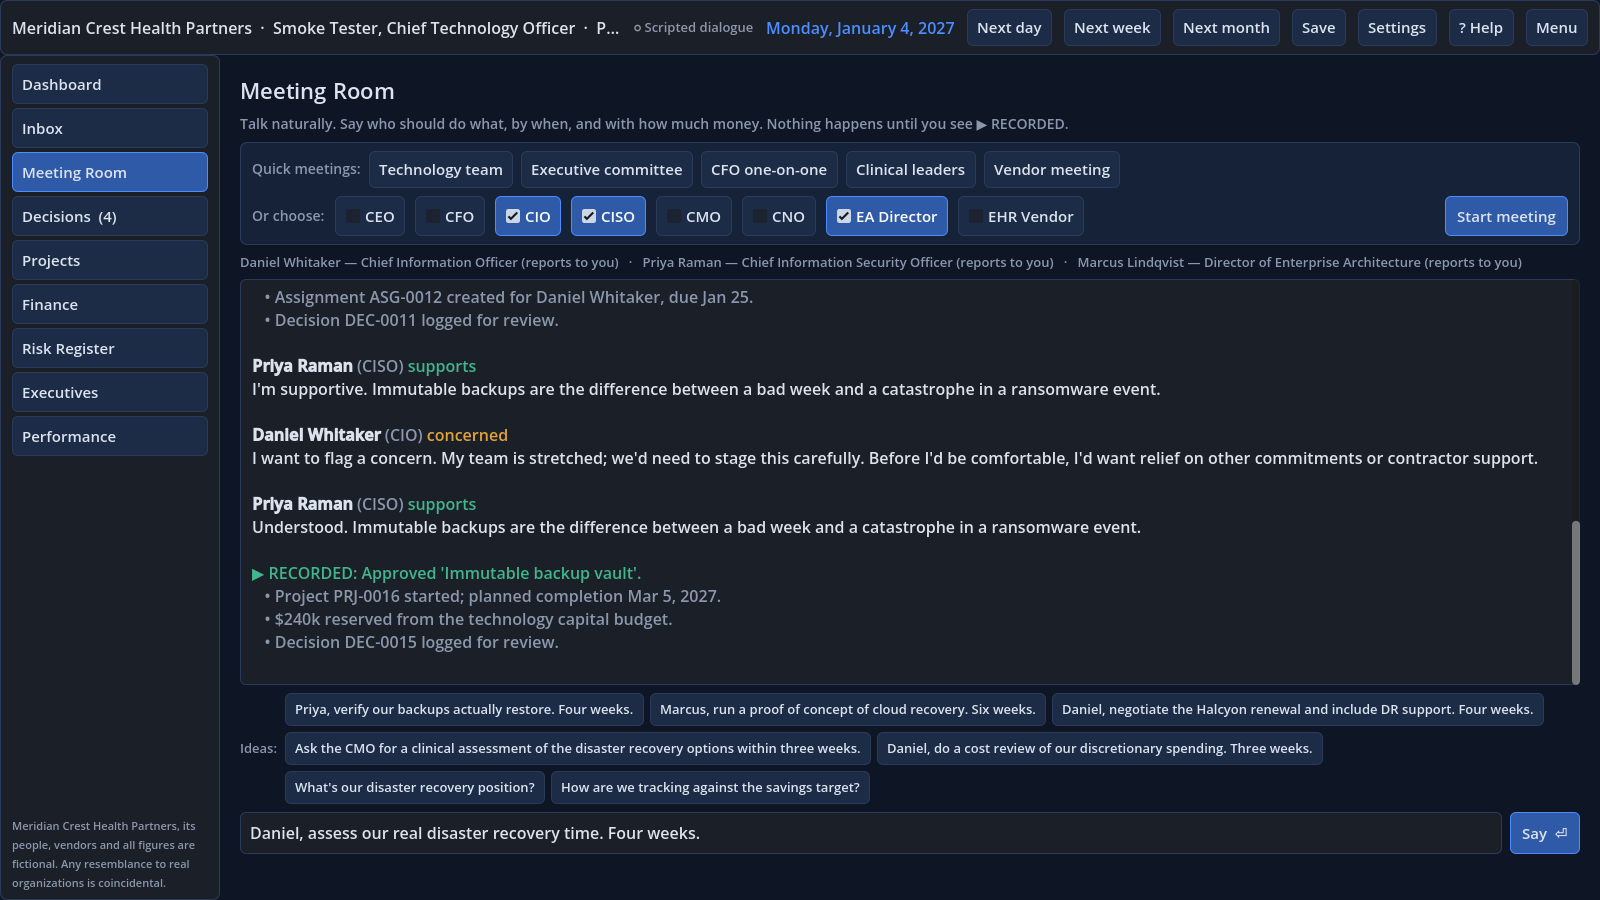 Meridian Crest Health Partners · Smoke Tester, Chief Technology Officer · P... Scripted dialogue Monday, January 4, 2027 Next day Next week Next month Save Settings ? Help Menu
Dashboard
Inbox
Meeting Room
Decisions (4)
Projects
Finance
Risk Register
Executives
Performance
Meridian Crest Health Partners, its
people, vendors and all figures are
fictional. Any resemblance to real
organizations is coincidental.
Meeting Room
Talk naturally. Say who should do what, by when, and with how much money. Nothing happens until you see ▶ RECORDED.
Quick meetings: Technology team Executive committee CFO one-on-one Clinical leaders Vendor meeting
Or choose: CEO CFO CIO CISO CMO CNO EA Director EHR Vendor Start meeting
Daniel Whitaker — Chief Information Officer (reports to you) · Priya Raman — Chief Information Security Officer (reports to you) · Marcus Lindqvist — Director of Enterprise Architecture (reports to you)
• Assignment ASG-0012 created for Daniel Whitaker, due Jan 25.
• Decision DEC-0011 logged for review.
Priya Raman (CISO) supports
I'm supportive. Immutable backups are the difference between a bad week and a catastrophe in a ransomware event.
Daniel Whitaker (CIO) concerned
I want to flag a concern. My team is stretched; we'd need to stage this carefully. Before I'd be comfortable, I'd want relief on other commitments or contractor support.
Priya Raman (CISO) supports
Understood. Immutable backups are the difference between a bad week and a catastrophe in a ransomware event.
▶ RECORDED: Approved 'Immutable backup vault'.
• Project PRJ-0016 started; planned completion Mar 5, 2027.
• $240k reserved from the technology capital budget.
• Decision DEC-0015 logged for review.
Ideas:
Priya, verify our backups actually restore. Four weeks. Marcus, run a proof of concept of cloud recovery. Six weeks. Daniel, negotiate the Halcyon renewal and include DR support. Four weeks.
Ask the CMO for a clinical assessment of the disaster recovery options within three weeks. Daniel, do a cost review of our discretionary spending. Three weeks.
What's our disaster recovery position? How are we tracking against the savings target?
Daniel, assess our real disaster recovery time. Four weeks. Say ⏎